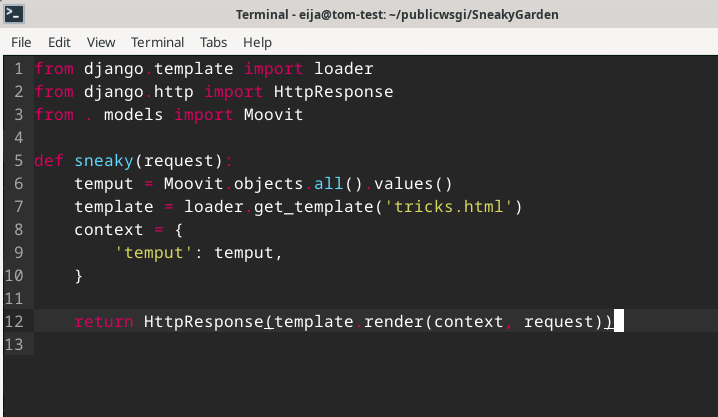 Terminal - eija@tom-test: ~/publicwsgi/SneakyGarden
File Edit View Terminal Tabs Help
1 from django.template import loader
2 from django.http import HttpResponse
3 from . models import Moovit
4
5 def sneaky(request):
6     temput = Moovit.objects.all().values()
7     template = loader.get_template('tricks.html')
8     context = {
9         'temput': temput,
10     }
11
12     return HttpResponse(template.render(context, request))
13